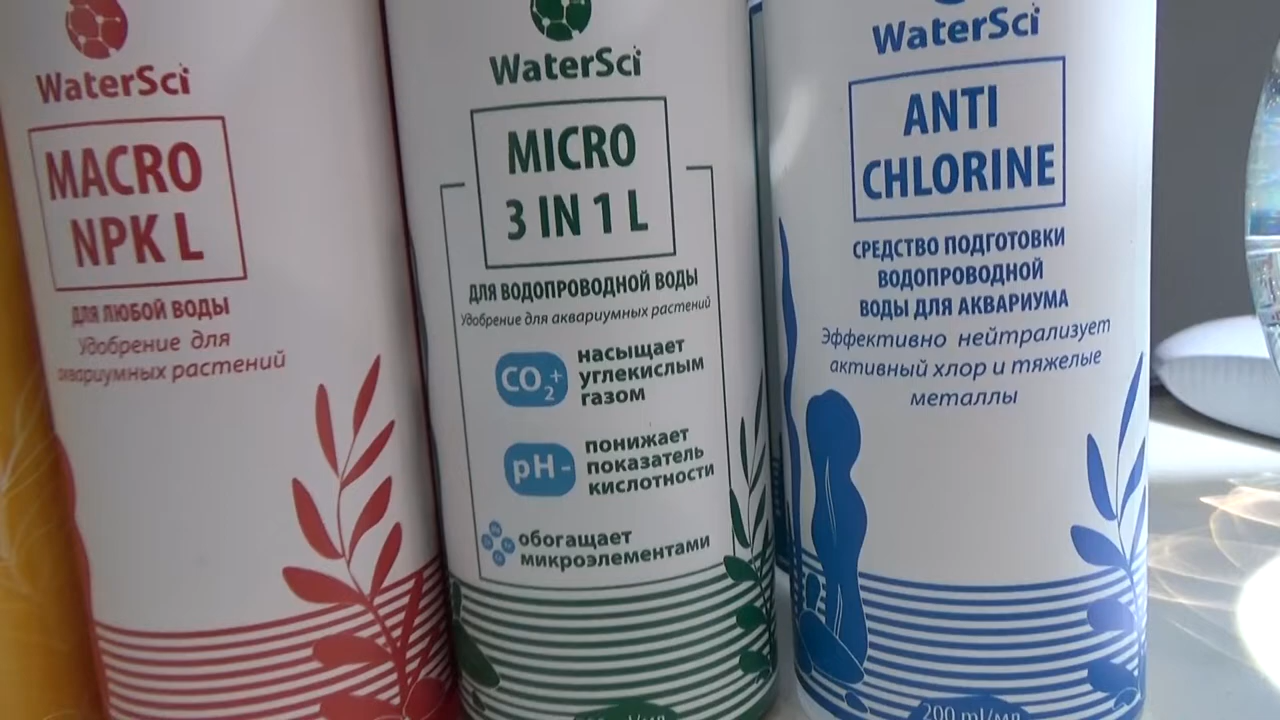 WaterSci
MACRO
NPK L
ДЛЯ ЛЮБОЙ ВОДЫ
Удобрение для
аквариумных растений
WaterSci
MICRO
3 IN 1 L
ДЛЯ ВОДОПРОВОДНОЙ ВОДЫ
Удобрение для аквариумных растений
CO2+
насыщает
углекислым
газом
pH-
понижает
показатель
кислотности
обогащает
микроэлементами
WaterSci
ANTI
CHLORINE
СРЕДСТВО ПОДГОТОВКИ
ВОДОПРОВОДНОЙ
ВОДЫ ДЛЯ АКВАРИУМА
Эффективно нейтрализует
активный хлор и тяжелые
металлы
200 ml/мл